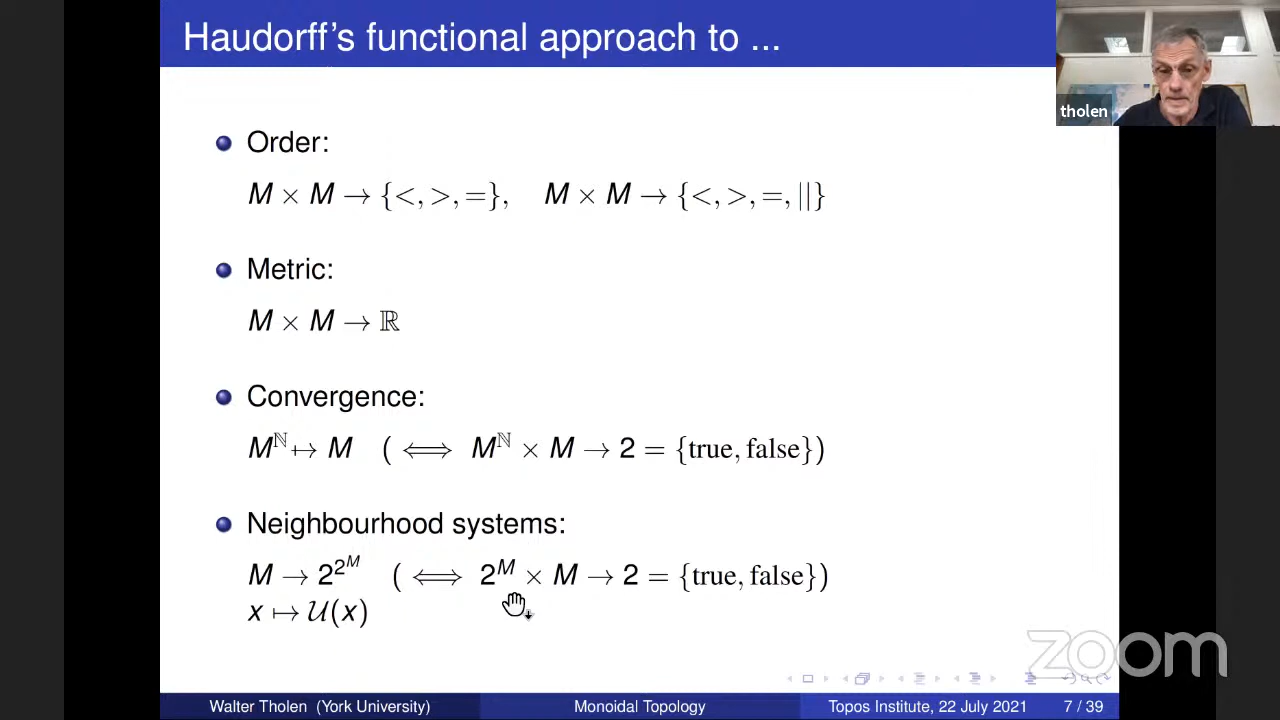 Haudorff's functional approach to ...
tholen
Order:
M × M → {<, >, =}, M × M → {<, >, =, ||}
Metric:
M × M → ℝ
Convergence:
M^ℕ ↦ M ( ⟺ M^ℕ × M → 2 = {true, false})
Neighbourhood systems:
M → 2^{2^M} ( ⟺ 2^M × M → 2 = {true, false})
x ↦ 𝒰(x)
zoom
Walter Tholen (York University) Monoidal Topology Topos Institute, 22 July 2021 7 / 39